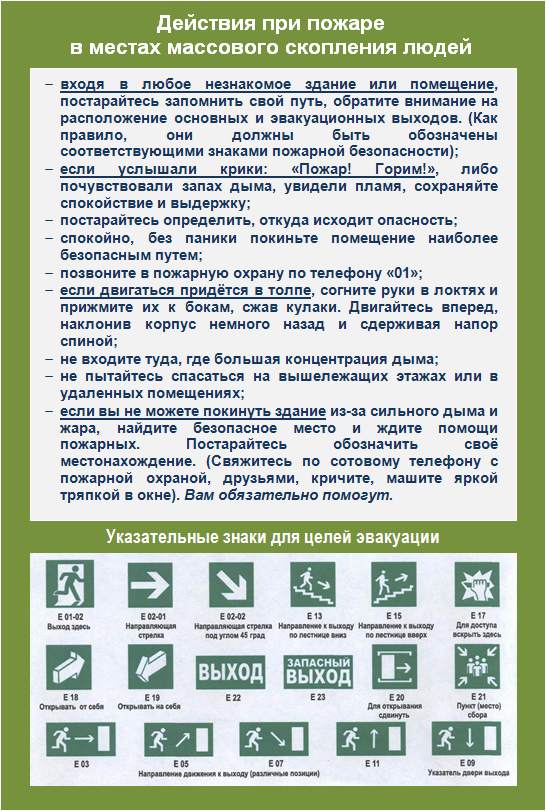 Действия при пожаре
в местах массового скопления людей
– входя в любое незнакомое здание или помещение,
постарайтесь запомнить свой путь, обратите внимание на
расположение основных и эвакуационных выходов. (Как
правило, они должны быть обозначены
соответствующими знаками пожарной безопасности);
– если услышали крики: «Пожар! Горим!», либо
почувствовали запах дыма, увидели пламя, сохраняйте
спокойствие и выдержку;
– постарайтесь определить, откуда исходит опасность;
– спокойно, без паники покиньте помещение наиболее
безопасным путем;
– позвоните в пожарную охрану по телефону «01»;
– если двигаться придётся в толпе, согните руки в локтях и
прижмите их к бокам, сжав кулаки. Двигайтесь вперед,
наклонив корпус немного назад и сдерживая напор
спиной;
– не входите туда, где большая концентрация дыма;
– не пытайтесь спасаться на вышележащих этажах или в
удаленных помещениях;
– если вы не можете покинуть здание из-за сильного дыма и
жара, найдите безопасное место и ждите помощи
пожарных. Постарайтесь обозначить своё
местонахождение. (Свяжитесь по сотовому телефону с
пожарной охраной, друзьями, кричите, машите яркой
тряпкой в окне). Вам обязательно помогут.
Указательные знаки для целей эвакуации
E 01-02
Выход здесь
E 02-01
Направляющая
стрелка
E 02-02
Направляющая стрелка
под углом 45 град
E 13
Направление к выходу
по лестнице вниз
E 15
Направление к выходу
по лестнице вверх
E 17
Для доступа
вскрыть здесь
E 18
Открывать от себя
E 19
Открывать на себя
ВЫХОД
E 22
ЗАПАСНЫЙ
ВЫХОД
E 23
E 20
Для открывания
сдвинуть
E 21
Пункт (место)
сбора
E 03
E 05
E 07
E 11
E 09
Направление движения к выходу (различные позиции)
Указатель двери выхода